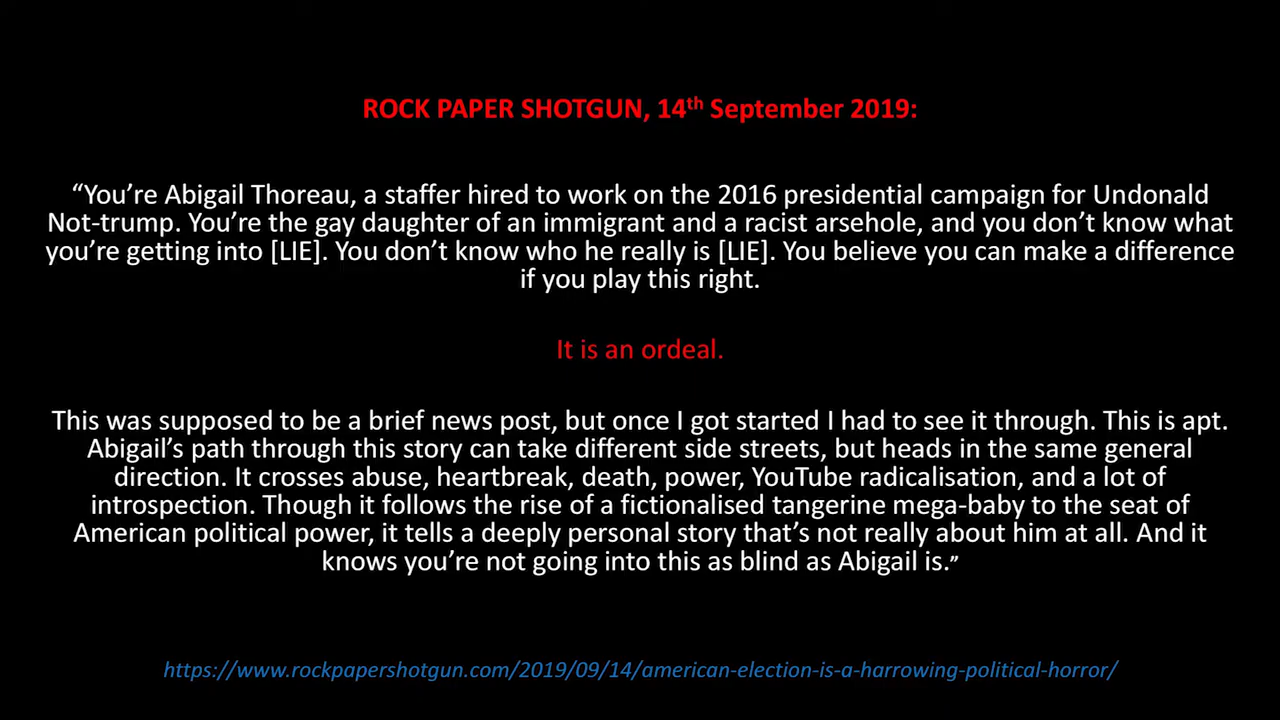 ROCK PAPER SHOTGUN, 14th September 2019:
“You’re Abigail Thoreau, a staffer hired to work on the 2016 presidential campaign for Undonald
Not-trump. You’re the gay daughter of an immigrant and a racist arsehole, and you don’t know what
you’re getting into [LIE]. You don’t know who he really is [LIE]. You believe you can make a difference
if you play this right.
It is an ordeal.
This was supposed to be a brief news post, but once I got started I had to see it through. This is apt.
Abigail’s path through this story can take different side streets, but heads in the same general
direction. It crosses abuse, heartbreak, death, power, YouTube radicalisation, and a lot of
introspection. Though it follows the rise of a fictionalised tangerine mega-baby to the seat of
American political power, it tells a deeply personal story that’s not really about him at all. And it
knows you’re not going into this as blind as Abigail is.”
https://www.rockpapershotgun.com/2019/09/14/american-election-is-a-harrowing-political-horror/